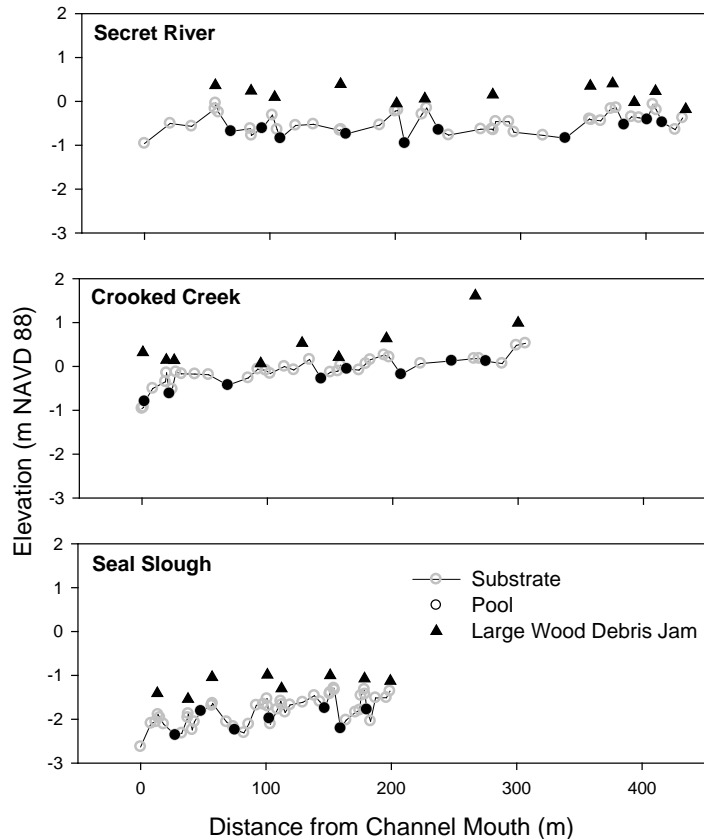 2
Secret River
1
0
-1
-2
-3
2
Crooked Creek
1
0
-1
-2
-3
Elevation (m NAVD 88)
2
Seal Slough
1
0
-1
-2
-3
Substrate
Pool
Large Wood Debris Jam
0 100 200 300 400
Distance from Channel Mouth (m)